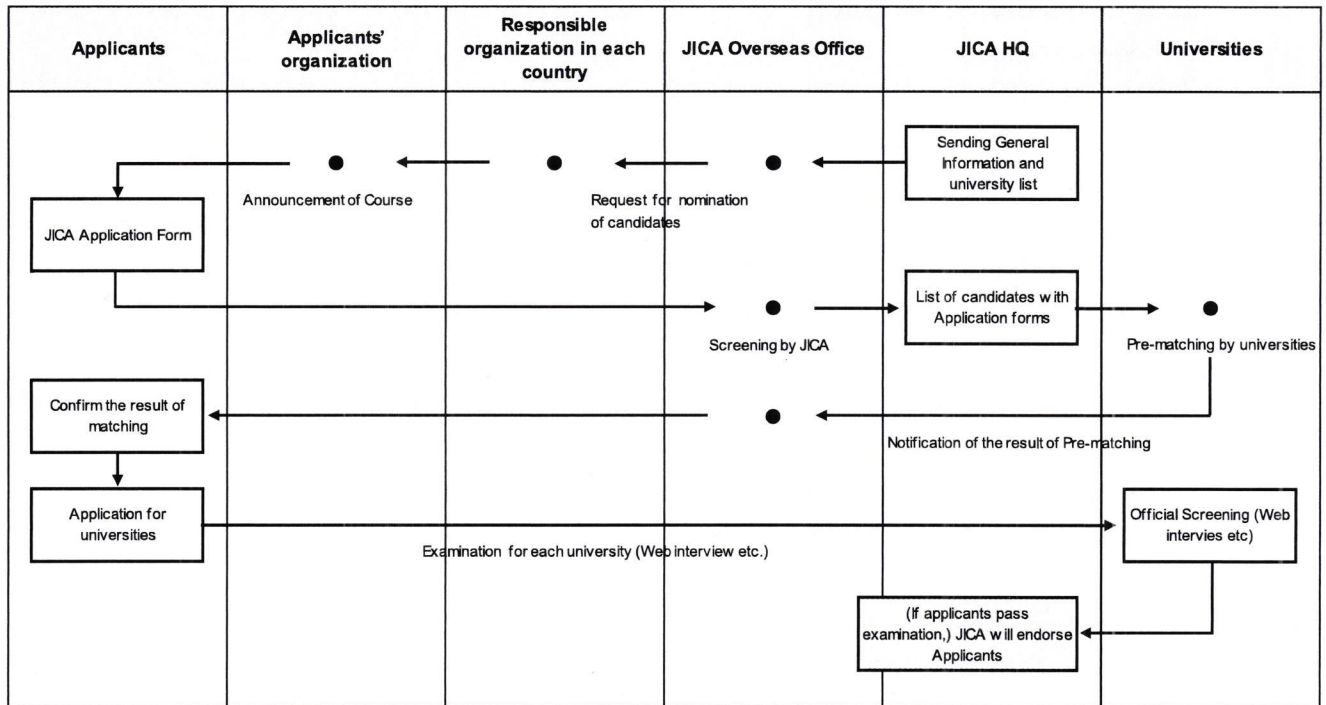 Applicants
Applicants'
organization
Responsible
organization in each
country
JICA Overseas Office
JICA HQ
Universities
Sending General
Information and
university list
Announcement of Course
Request for nomination
of candidates
JICA Application Form
List of candidates with
Application forms
Screening by JICA
Pre-matching by universities
Confirm the result of
matching
Notification of the result of Pre-matching
Application for
universities
Official Screening (Web
intervies etc)
Examination for each university (Web interview etc.)
(If applicants pass
examination,) JICA will endorse
Applicants